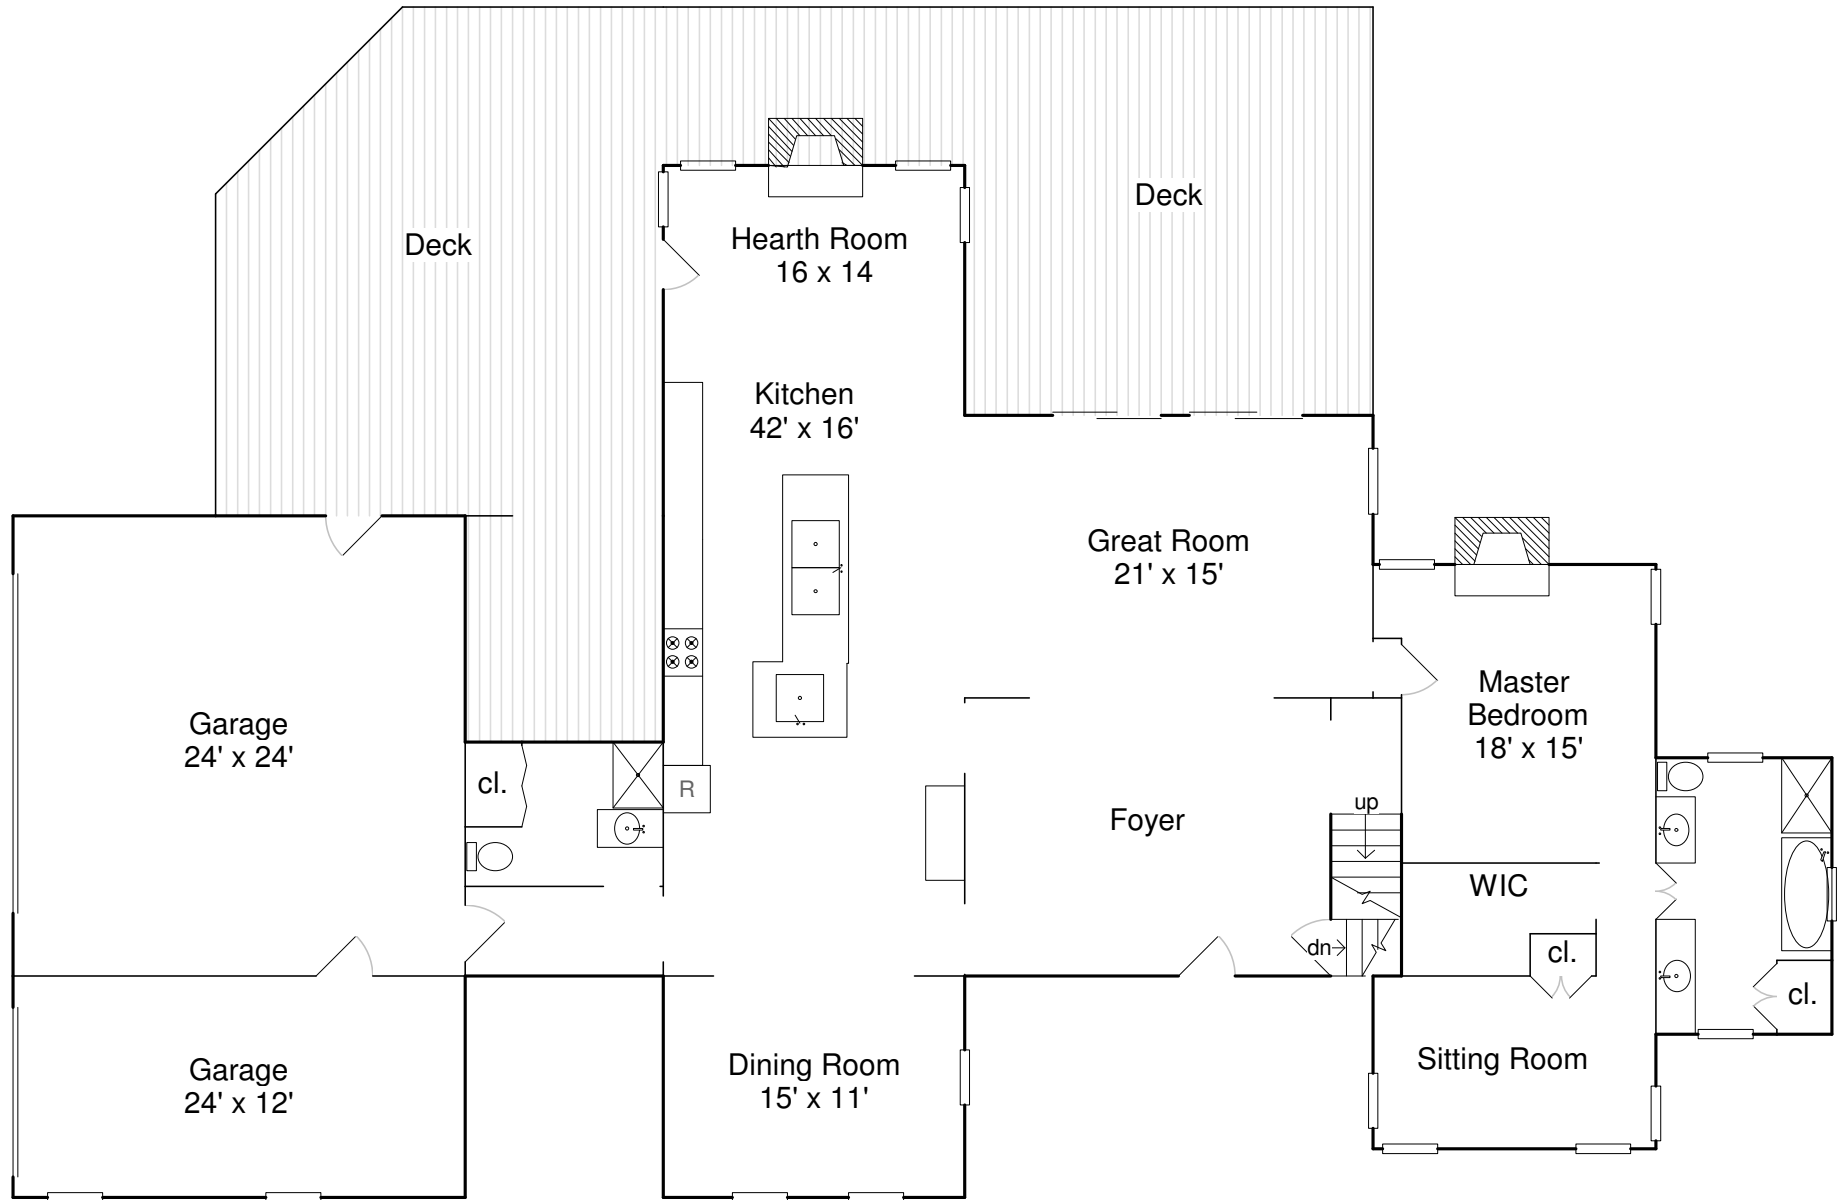 Deck
Deck
Hearth Room
16 x 14
Kitchen
42' x 16'
Great Room
21' x 15'
Garage
24' x 24'
cl.
R
Foyer
up
dn
Master
Bedroom
18' x 15'
WIC
cl.
cl.
Garage
24' x 12'
Dining Room
15' x 11'
Sitting Room